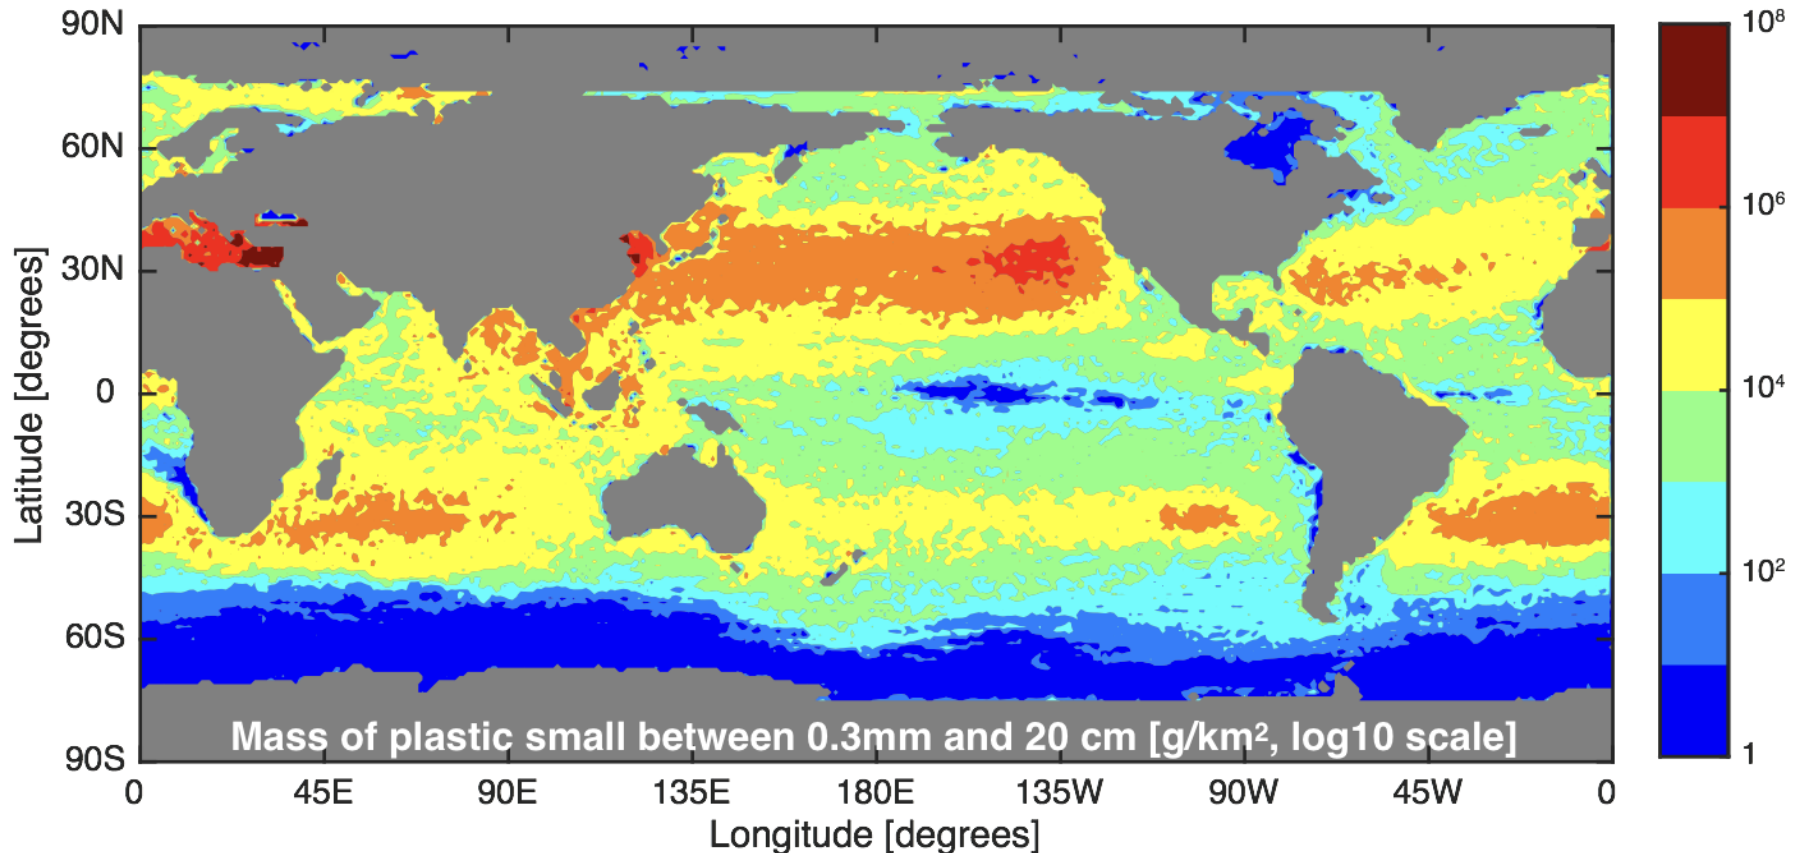 90N
60N
30N
0
30S
60S
90S
Latitude [degrees]
0 45E 90E 135E 180E 135W 90W 45W 0
Longitude [degrees]
Mass of plastic small between 0.3mm and 20 cm [g/km², log10 scale]
10⁸
10⁶
10⁴
10²
1